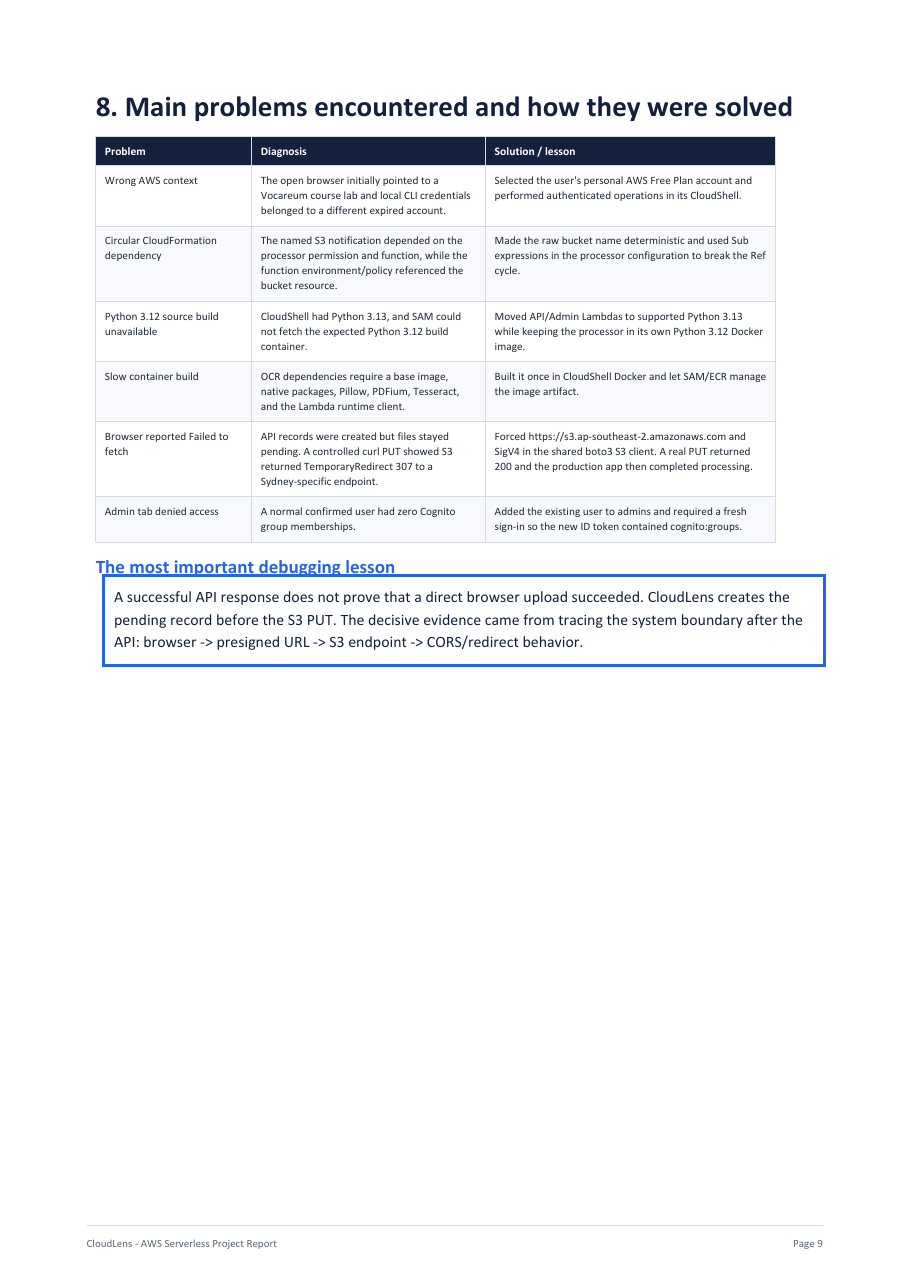 8. Main problems encountered and how they were solved
Problem
Diagnosis
Solution / lesson
Wrong AWS context
The open browser initially pointed to a
Vocareum course lab and local CLI credentials
belonged to a different expired account.
Selected the user's personal AWS Free Plan account and
performed authenticated operations in its CloudShell.
Circular CloudFormation
dependency
The named S3 notification depended on the
processor permission and function, while the
function environment/policy referenced the
bucket resource.
Made the raw bucket name deterministic and used Sub
expressions in the processor configuration to break the Ref
cycle.
Python 3.12 source build
unavailable
CloudShell had Python 3.13, and SAM could
not fetch the expected Python 3.12 build
container.
Moved API/Admin Lambdas to supported Python 3.13
while keeping the processor in its own Python 3.12 Docker
image.
Slow container build
OCR dependencies require a base image,
native packages, Pillow, PDFium, Tesseract,
and the Lambda runtime client.
Built it once in CloudShell Docker and let SAM/ECR manage
the image artifact.
Browser reported Failed to
fetch
API records were created but files stayed
pending. A controlled curl PUT showed S3
returned TemporaryRedirect 307 to a
Sydney-specific endpoint.
Forced https://s3.ap-southeast-2.amazonaws.com and
SigV4 in the shared boto3 S3 client. A real PUT returned
200 and the production app then completed processing.
Admin tab denied access
A normal confirmed user had zero Cognito
group memberships.
Added the existing user to admins and required a fresh
sign-in so the new ID token contained cognito:groups.
The most important debugging lesson
A successful API response does not prove that a direct browser upload succeeded. CloudLens creates the
pending record before the S3 PUT. The decisive evidence came from tracing the system boundary after the
API: browser -> presigned URL -> S3 endpoint -> CORS/redirect behavior.
CloudLens - AWS Serverless Project Report
Page 9